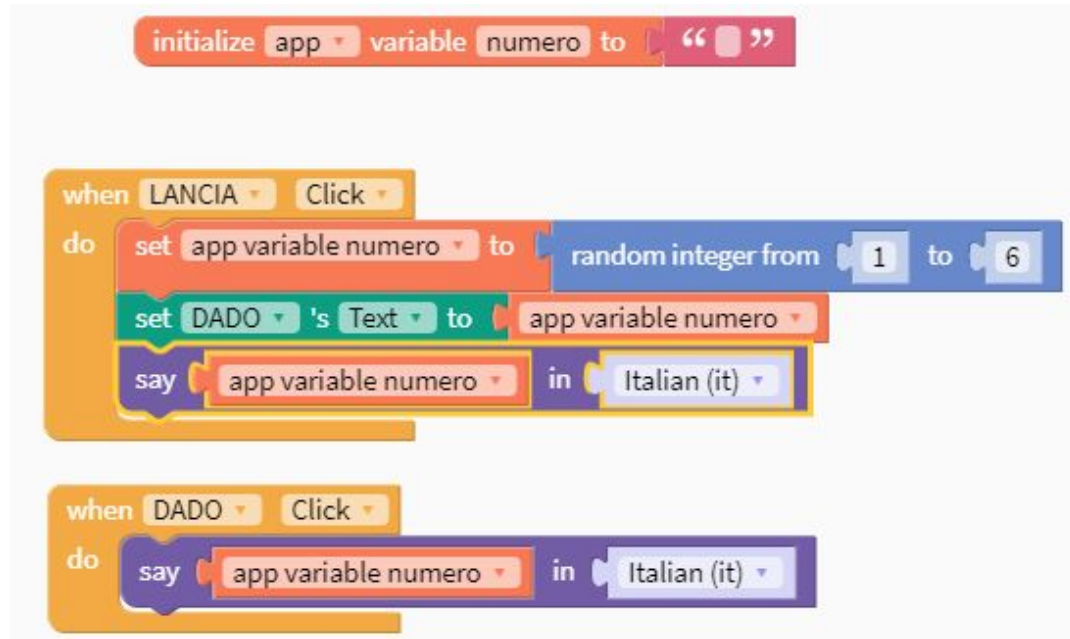 initialize app variable numero to “ ”
when LANCIA Click
do set app variable numero to random integer from 1 to 6
set DADO 's Text to app variable numero
say app variable numero in Italian (it)
when DADO Click
do say app variable numero in Italian (it)